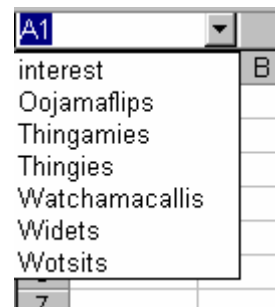 A1
B
interest
Oojamaflips
Thingamies
Thingies
Watchamacallis
Widets
Wotsits
7